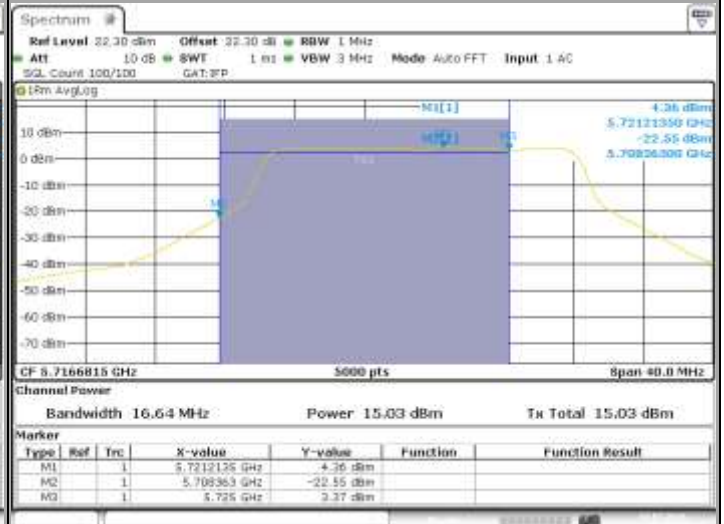 Spectrum
Ref Level 22.30 dBm Offset 22.30 dB RBW 1 MHz
Att 10 dB SWT 1 ms VBW 3 MHz Mode Auto FFT Input 1 AC
SGL Count 100/100 GAT:IFP
1Rm AvgLog
M1[1] 4.36 dBm
5.72121350 GHz
-22.55 dBm
5.70836300 GHz
10 dBm
0 dBm
-10 dBm
-20 dBm
-30 dBm
-40 dBm
-50 dBm
-60 dBm
-70 dBm
CF 5.7166815 GHz 5000 pts Span 40.0 MHz
Channel Power
Bandwidth 16.64 MHz Power 15.03 dBm Tx Total 15.03 dBm
Marker
Type Ref Trc X-value Y-value Function Function Result
M1 1 5.7212135 GHz 4.36 dBm
M2 1 5.708363 GHz -22.55 dBm
M3 1 5.725 GHz 3.37 dBm